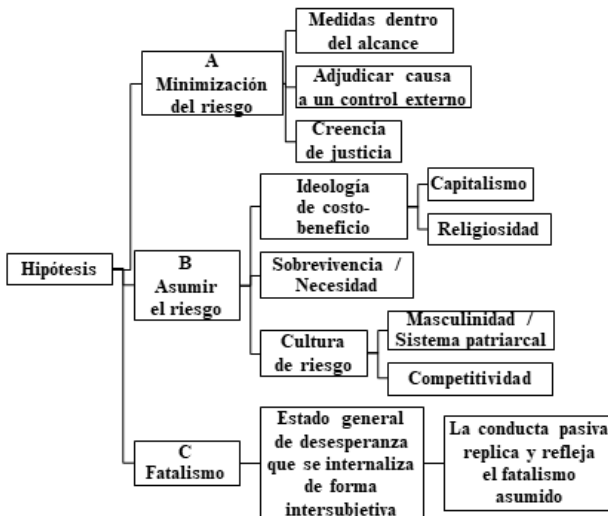 Hipótesis
A
Minimización
del riesgo
Medidas dentro
del alcance
Adjudicar causa
a un control externo
Creencia
de justicia
B
Asumir
el riesgo
Ideología
de costo-
beneficio
Capitalismo
Religiosidad
Sobrevivencia /
Necesidad
Cultura
de riesgo
Masculinidad /
Sistema patriarcal
Competitividad
C
Fatalismo
Estado general
de desesperanza
que se internaliza
de forma
intersubjetiva
La conducta pasiva
replica y refleja
el fatalismo
asumido